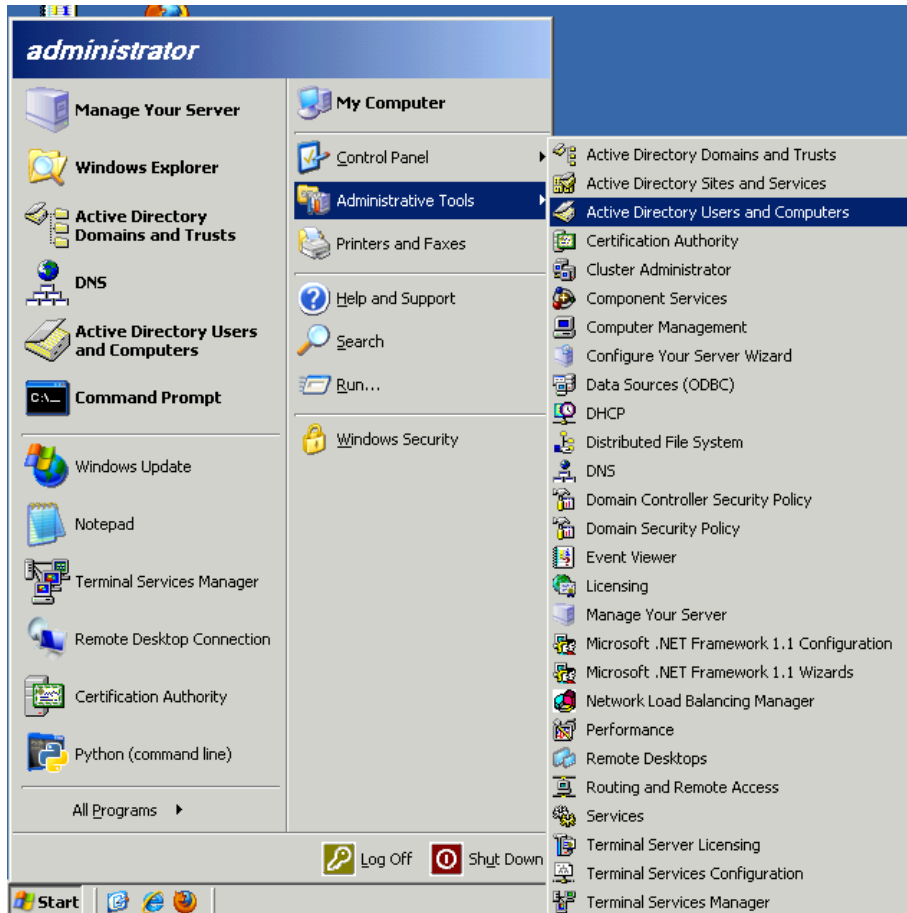 administrator
Manage Your Server
Windows Explorer
Active Directory
Domains and Trusts
DNS
Active Directory Users
and Computers
C:\_
Command Prompt
Windows Update
Notepad
Terminal Services Manager
Remote Desktop Connection
Certification Authority
Python (command line)
All Programs
My Computer
Control Panel
Administrative Tools
Printers and Faxes
Help and Support
Search
Run...
Windows Security
Log Off
Shut Down
Active Directory Domains and Trusts
Active Directory Sites and Services
Active Directory Users and Computers
Certification Authority
Cluster Administrator
Component Services
Computer Management
Configure Your Server Wizard
Data Sources (ODBC)
DHCP
Distributed File System
DNS
Domain Controller Security Policy
Domain Security Policy
Event Viewer
Licensing
Manage Your Server
Microsoft .NET Framework 1.1 Configuration
Microsoft .NET Framework 1.1 Wizards
Network Load Balancing Manager
Performance
Remote Desktops
Routing and Remote Access
Services
Terminal Server Licensing
Terminal Services Configuration
Terminal Services Manager
Start